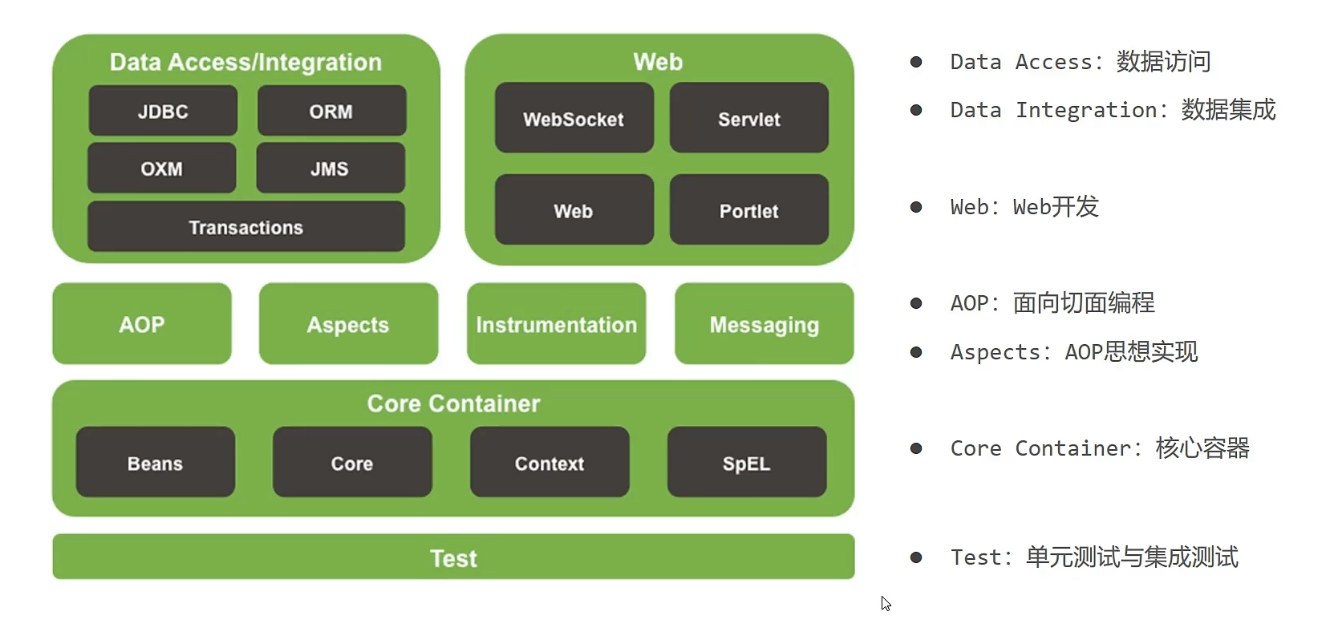 Data Access/Integration
JDBC
ORM
OXM
JMS
Transactions
Web
WebSocket
Servlet
Web
Portlet
AOP
Aspects
Instrumentation
Messaging
Core Container
Beans
Core
Context
SpEL
Test
● Data Access：数据访问
● Data Integration：数据集成
● Web：Web开发
● AOP：面向切面编程
● Aspects：AOP思想实现
● Core Container：核心容器
● Test：单元测试与集成测试